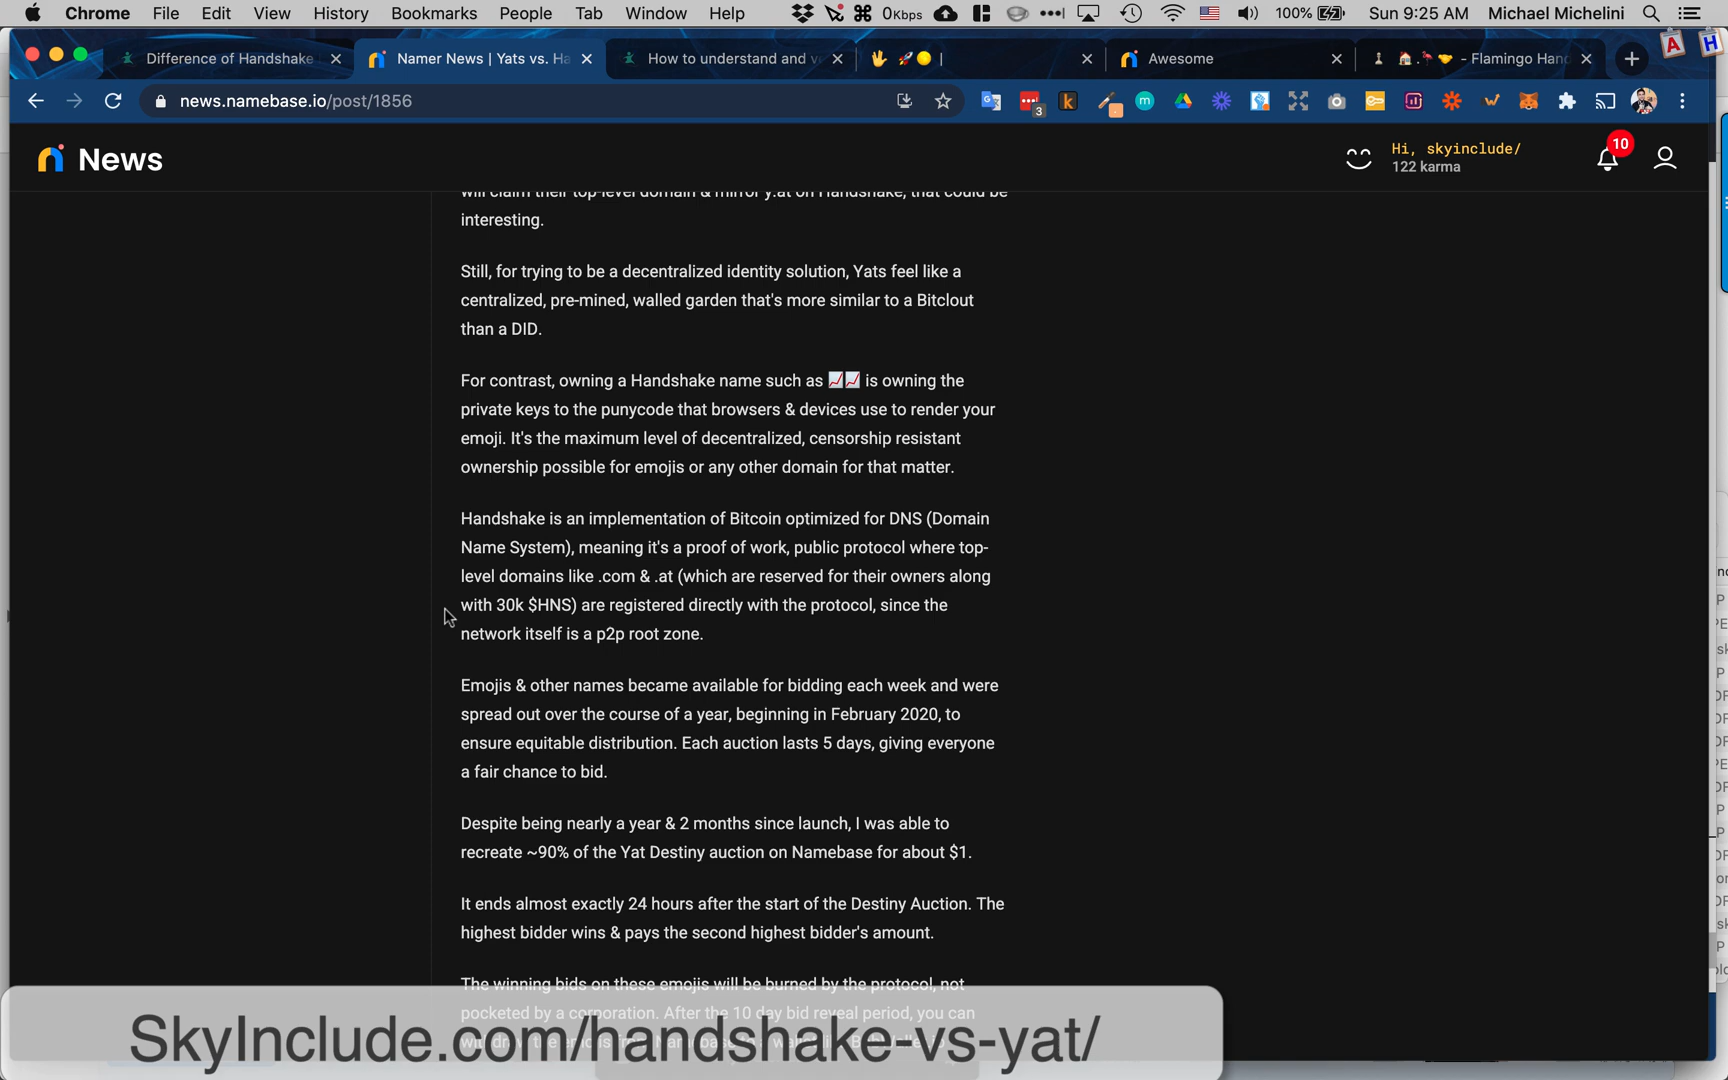 Chrome File Edit View History Bookmarks People Tab Window Help 0Kbps 100% Sun 9:25 AM Michael Michelini
Difference of Handshake Namer News | Yats vs. Ha How to understand and v | Awesome - Flamingo Hand
news.namebase.io/post/1856
News
Hi, skyinclude/
122 karma
10
will claim their top-level domain & mirror y.at on Handshake, that could be
interesting.
Still, for trying to be a decentralized identity solution, Yats feel like a
centralized, pre-mined, walled garden that's more similar to a Bitclout
than a DID.
For contrast, owning a Handshake name such as 📈📈 is owning the
private keys to the punycode that browsers & devices use to render your
emoji. It's the maximum level of decentralized, censorship resistant
ownership possible for emojis or any other domain for that matter.
Handshake is an implementation of Bitcoin optimized for DNS (Domain
Name System), meaning it's a proof of work, public protocol where top-
level domains like .com & .at (which are reserved for their owners along
with 30k $HNS) are registered directly with the protocol, since the
network itself is a p2p root zone.
Emojis & other names became available for bidding each week and were
spread out over the course of a year, beginning in February 2020, to
ensure equitable distribution. Each auction lasts 5 days, giving everyone
a fair chance to bid.
Despite being nearly a year & 2 months since launch, I was able to
recreate ~90% of the Yat Destiny auction on Namebase for about $1.
It ends almost exactly 24 hours after the start of the Destiny Auction. The
highest bidder wins & pays the second highest bidder's amount.
The winning bids on these emojis will be burned by the protocol, not
pocketed by a corporation. After the 10 day bid reveal period, you can
SkyInclude.com/handshake-vs-yat/